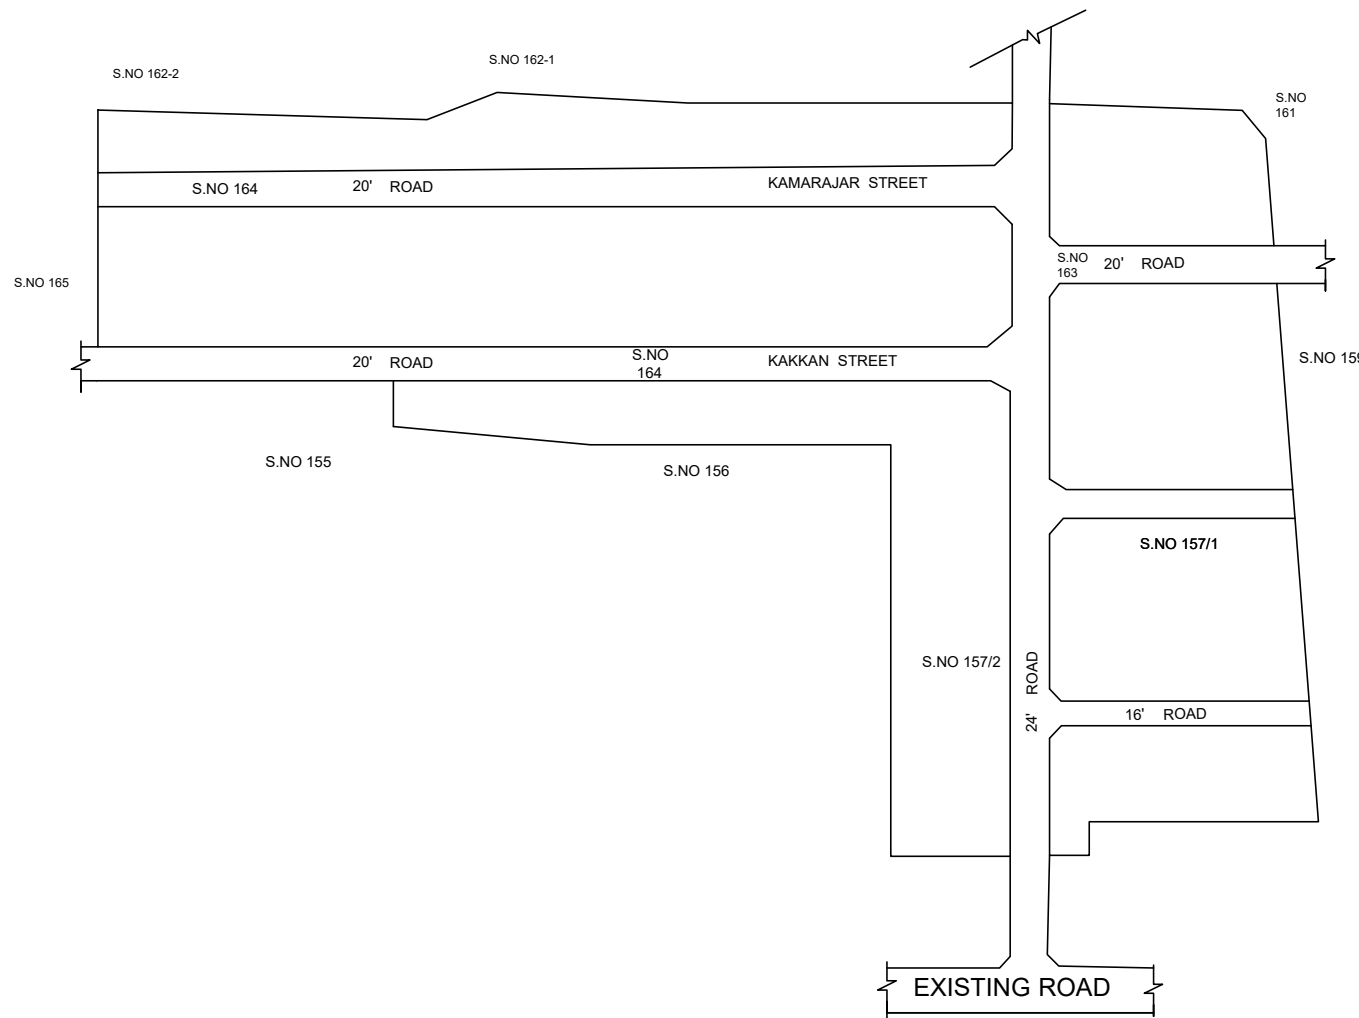 S.NO 162-2
S.NO 162-1
S.NO
161
S.NO 164
20' ROAD
KAMARAJAR STREET
S.NO 165
S.NO
163
20' ROAD
20' ROAD
S.NO
164
KAKKAN STREET
S.NO 159
S.NO 155
S.NO 156
S.NO 157/1
S.NO 157/2
24' ROAD
16' ROAD
EXISTING ROAD